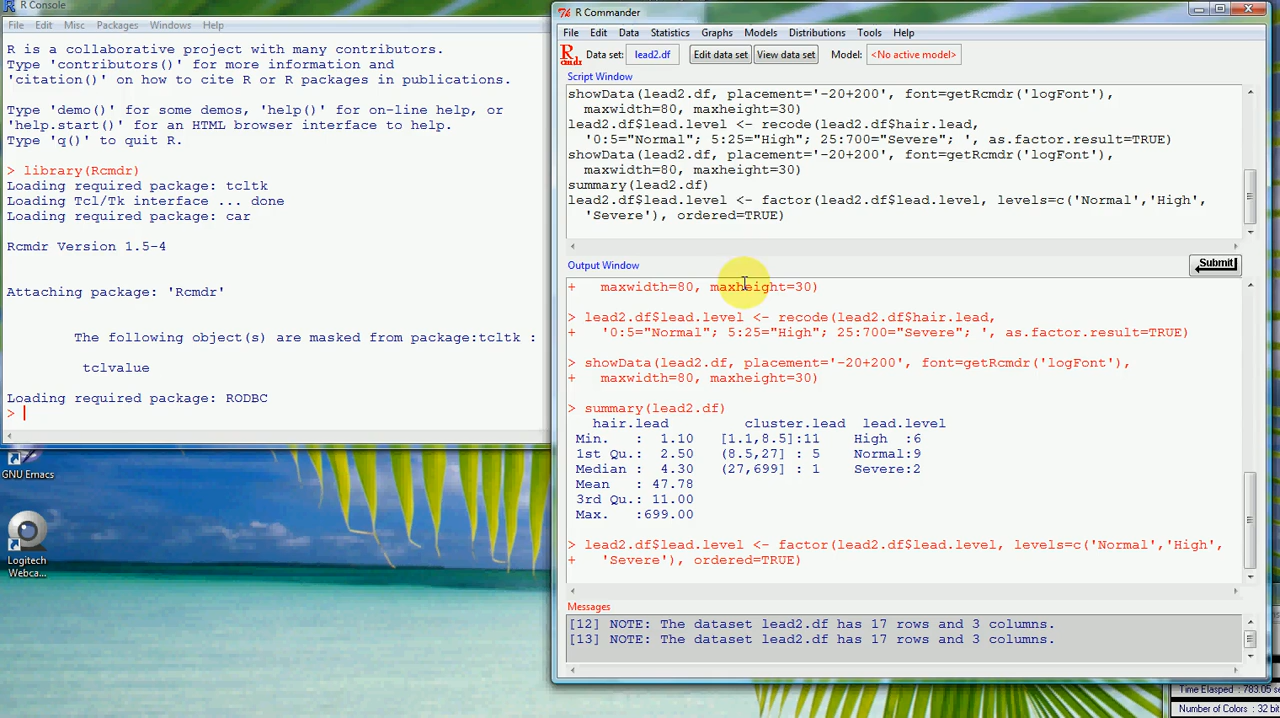 R Console
File Edit Misc Packages Windows Help
R is a collaborative project with many contributors.
Type 'contributors()' for more information and
'citation()' on how to cite R or R packages in publications.
Type 'demo()' for some demos, 'help()' for on-line help, or
'help.start()' for an HTML browser interface to help.
Type 'q()' to quit R.
> library(Rcmdr)
Loading required package: tcltk
Loading Tcl/Tk interface ... done
Loading required package: car
Rcmdr Version 1.5-4
Attaching package: 'Rcmdr'
The following object(s) are masked from package:tcltk :
tclvalue
Loading required package: RODBC
>
GNU Emacs
Logitech
Webca...
R Commander
File Edit Data Statistics Graphs Models Distributions Tools Help
R cmdr Data set: lead2.df Edit data set View data set Model: <No active model>
Script Window
showData(lead2.df, placement='-20+200', font=getRcmdr('logFont'),
maxwidth=80, maxheight=30)
lead2.df$lead.level <- recode(lead2.df$hair.lead,
'0:5="Normal"; 5:25="High"; 25:700="Severe"; ', as.factor.result=TRUE)
showData(lead2.df, placement='-20+200', font=getRcmdr('logFont'),
maxwidth=80, maxheight=30)
summary(lead2.df)
lead2.df$lead.level <- factor(lead2.df$lead.level, levels=c('Normal','High',
'Severe'), ordered=TRUE)
Output Window Submit
+ maxwidth=80, maxheight=30)
> lead2.df$lead.level <- recode(lead2.df$hair.lead,
+ '0:5="Normal"; 5:25="High"; 25:700="Severe"; ', as.factor.result=TRUE)
> showData(lead2.df, placement='-20+200', font=getRcmdr('logFont'),
+ maxwidth=80, maxheight=30)
> summary(lead2.df)
hair.lead cluster.lead lead.level
Min. : 1.10 [1.1,8.5]:11 High :6
1st Qu.: 2.50 (8.5,27] : 5 Normal:9
Median : 4.30 (27,699] : 1 Severe:2
Mean : 47.78
3rd Qu.: 11.00
Max. :699.00
> lead2.df$lead.level <- factor(lead2.df$lead.level, levels=c('Normal','High',
+ 'Severe'), ordered=TRUE)
Messages
[12] NOTE: The dataset lead2.df has 17 rows and 3 columns.
[13] NOTE: The dataset lead2.df has 17 rows and 3 columns.
Time Elasped : 783.05 se
Number of Colors : 32 bit